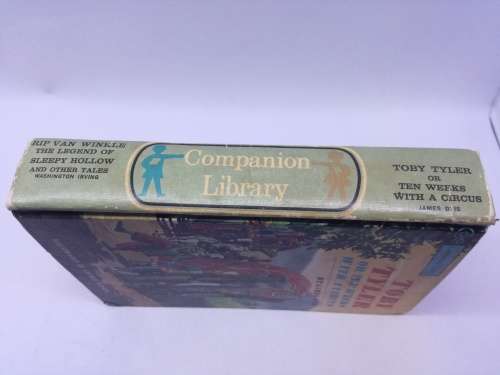 RIP VAN WINKLE
THE LEGEND OF
SLEEPY HOLLOW
AND OTHER TALES
WASHINGTON IRVING
Companion
Library
TOBY TYLER
OR
TEN WEEKS
WITH A CIRCUS
JAMES
TOBY
TYLER